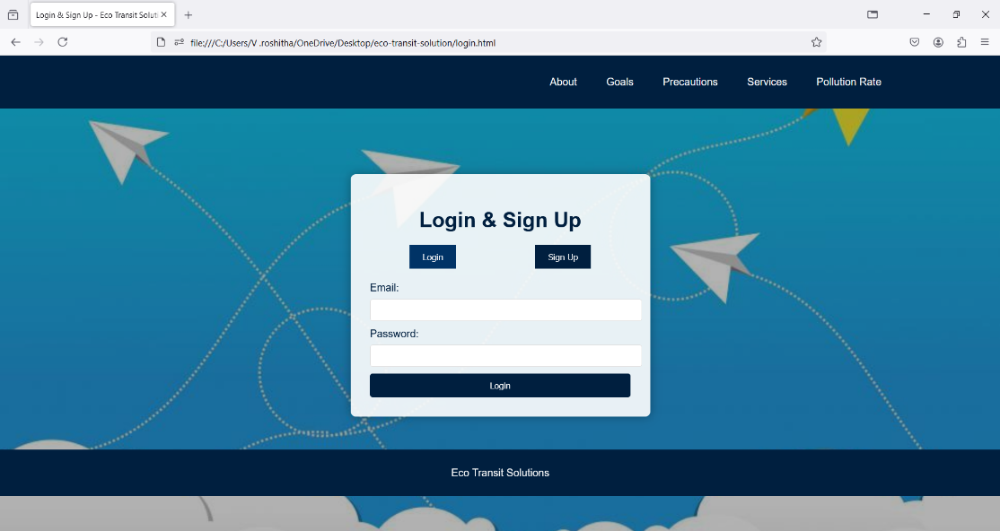 Login & Sign Up - Eco Transit Soluti
file:///C:/Users/V .roshitha/OneDrive/Desktop/eco-transit-solution/login.html
About Goals Precautions Services Pollution Rate
Login & Sign Up
Login Sign Up
Email:
Password:
Login
Eco Transit Solutions